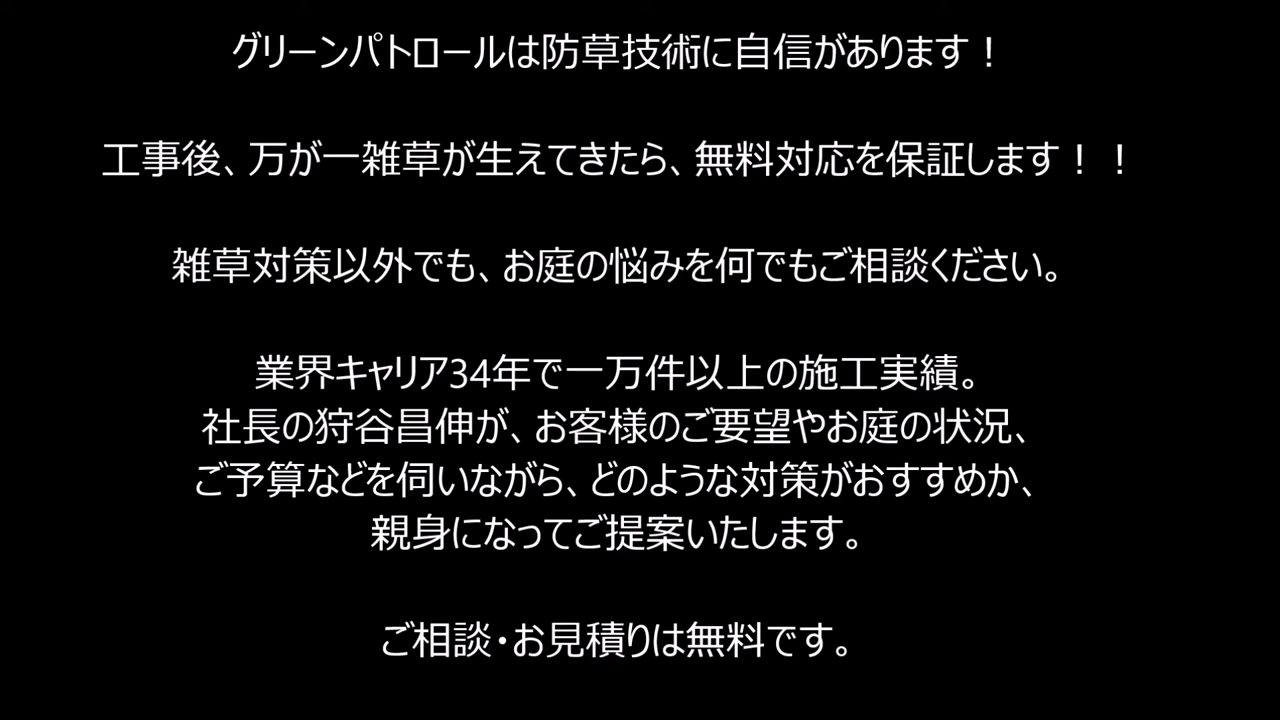 グリーンパトロールは防草技術に自信があります！
工事後、万が一雑草が生えてきたら、無料対応を保証します！！
雑草対策以外でも、お庭の悩みを何でもご相談ください。
業界キャリア34年で一万件以上の施工実績。
社長の狩谷昌伸が、お客様のご要望やお庭の状況、
ご予算などを伺いながら、どのような対策がおすすめか、
親身になってご提案いたします。
ご相談・お見積りは無料です。